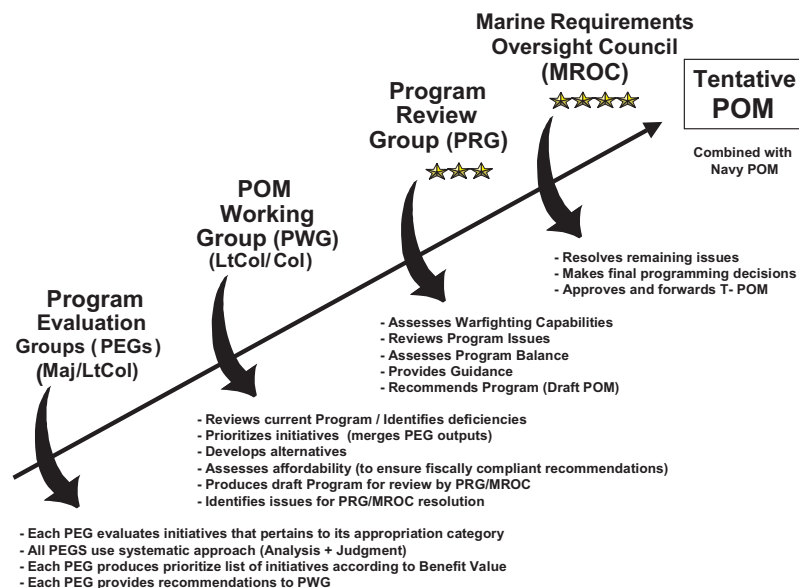 Marine Requirements
Oversight Council
(MROC)
Tentative
POM
Combined with
Navy POM
Program
Review
Group (PRG)
POM
Working
Group (PWG)
(LtCol/Col)
Program
Evaluation
Groups (PEGs)
(Maj/LtCol)
- Resolves remaining issues
- Makes final programming decisions
- Approves and forwards T- POM
- Assesses Warfighting Capabilities
- Reviews Program Issues
- Assesses Program Balance
- Provides Guidance
- Recommends Program (Draft POM)
- Reviews current Program / Identifies deficiencies
- Prioritizes initiatives (merges PEG outputs)
- Develops alternatives
- Assesses affordability (to ensure fiscally compliant recommendations)
- Produces draft Program for review by PRG/MROC
- Identifies issues for PRG/MROC resolution
- Each PEG evaluates initiatives that pertains to its appropriation category
- All PEGS use systematic approach (Analysis + Judgment)
- Each PEG produces prioritize list of initiatives according to Benefit Value
- Each PEG provides recommendations to PWG